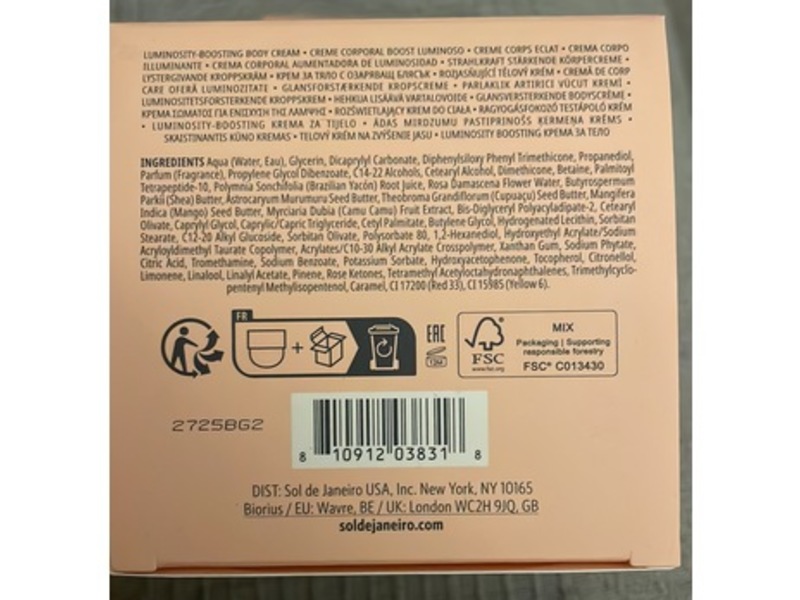 LUMINOSITY-BOOSTING BODY CREAM • CREME CORPORAL BOOST LUMINOSO • CREME CORPS ECLAT • CREMA CORPO
ILLUMINANTE • CREMA CORPORAL AUMENTADORA DE LUMINOSIDAD • STRAHLKRAFT STÄRKENDE KÖRPERCREME •
LYSTERGIVANDE KROPPSKRÄM • КРЕМ ЗА ТЯЛО С ОЗАРЯВАЩ БЛЯСЪК • ROZJASŇUJÍCÍ TĚLOVÝ KRÉM • CREMĂ DE CORP
CARE OFERĂ LUMINOZITATE • GLANSFORSTÆRKENDE KROPSCREME • PARLAKLIK ARTIRICI VÜCUT KREMİ •
LUMINOSITETSFORSTERKENDE KROPPSKREM • HEHKUA LISÄÄVÄ VARTALOVOIDE • GLANSVERSTERKENDE BODYCRÈME •
ΚΡΕΜΑ ΣΩΜΑΤΟΣ ΓΙΑ ΕΝΙΣΧΥΣΗ ΤΗΣ ΛΑΜΨΗΣ • ROZŚWIETLAJĄCY KREM DO CIAŁA • RAGYOGÁSFOKOZÓ TESTÁPOLÓ KRÉM
• LUMINOSITY-BOOSTING KREMA ZA TIJELO • ĀDAS MIRDZUMU PASTIPRINOŠS ĶERMEŅA KRĒMS •
SKAISTINANTIS KŪNO KREMAS • TELOVÝ KRÉM NA ZVÝŠENIE JASU • LUMINOSITY BOOSTING КРЕМА ЗА ТЕЛО
INGREDIENTS Aqua (Water, Eau), Glycerin, Dicaprylyl Carbonate, Diphenylsiloxy Phenyl Trimethicone, Propanediol,
Parfum (Fragrance), Propylene Glycol Dibenzoate, C14-22 Alcohols, Cetearyl Alcohol, Dimethicone, Betaine, Palmitoyl
Tetrapeptide-10, Polymnia Sonchifolia (Brazilian Yacón) Root Juice, Rosa Damascena Flower Water, Butyrospermum
Parkii (Shea) Butter, Astrocaryum Murumuru Seed Butter, Theobroma Grandiflorum (Cupuaçu) Seed Butter, Mangifera
Indica (Mango) Seed Butter, Myrciaria Dubia (Camu Camu) Fruit Extract, Bis-Diglyceryl Polyacyladipate-2, Cetearyl
Olivate, Caprylyl Glycol, Caprylic/Capric Triglyceride, Cetyl Palmitate, Butylene Glycol, Hydrogenated Lecithin, Sorbitan
Stearate, C12-20 Alkyl Glucoside, Sorbitan Olivate, Polysorbate 80, 1,2-Hexanediol, Hydroxyethyl Acrylate/Sodium
Acryloyldimethyl Taurate Copolymer, Acrylates/C10-30 Alkyl Acrylate Crosspolymer, Xanthan Gum, Sodium Phytate,
Citric Acid, Tromethamine, Sodium Benzoate, Potassium Sorbate, Hydroxyacetophenone, Tocopherol, Citronellol,
Limonene, Linalool, Linalyl Acetate, Pinene, Rose Ketones, Tetramethyl Acetyloctahydronaphthalenes, Trimethylcyclo-
pentenyl Methylisopentenol, Caramel, CI 17200 (Red 33), CI 15985 (Yellow 6).
FR
+
EAC
12M
FSC
www.fsc.org
MIX
Packaging | Supporting
responsible forestry
FSC® C013430
2725BG2
8 10912 03831 8
DIST: Sol de Janeiro USA, Inc. New York, NY 10165
Biorius / EU: Wavre, BE / UK: London WC2H 9JQ, GB
soldejaneiro.com